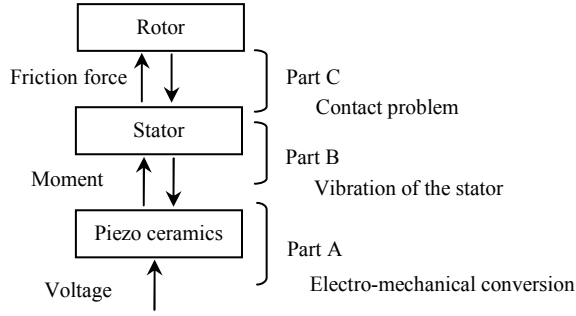 Rotor
Friction force
Part C
Contact problem
Stator
Part B
Moment
Vibration of the stator
Piezo ceramics
Part A
Voltage
Electro-mechanical conversion